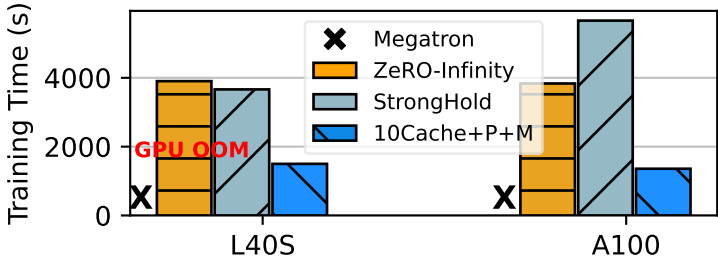 Training Time (s)
4000
2000
0
Megatron
ZeRO-Infinity
StrongHold
10Cache+P+M
GPU OOM
X
X
L40S
A100